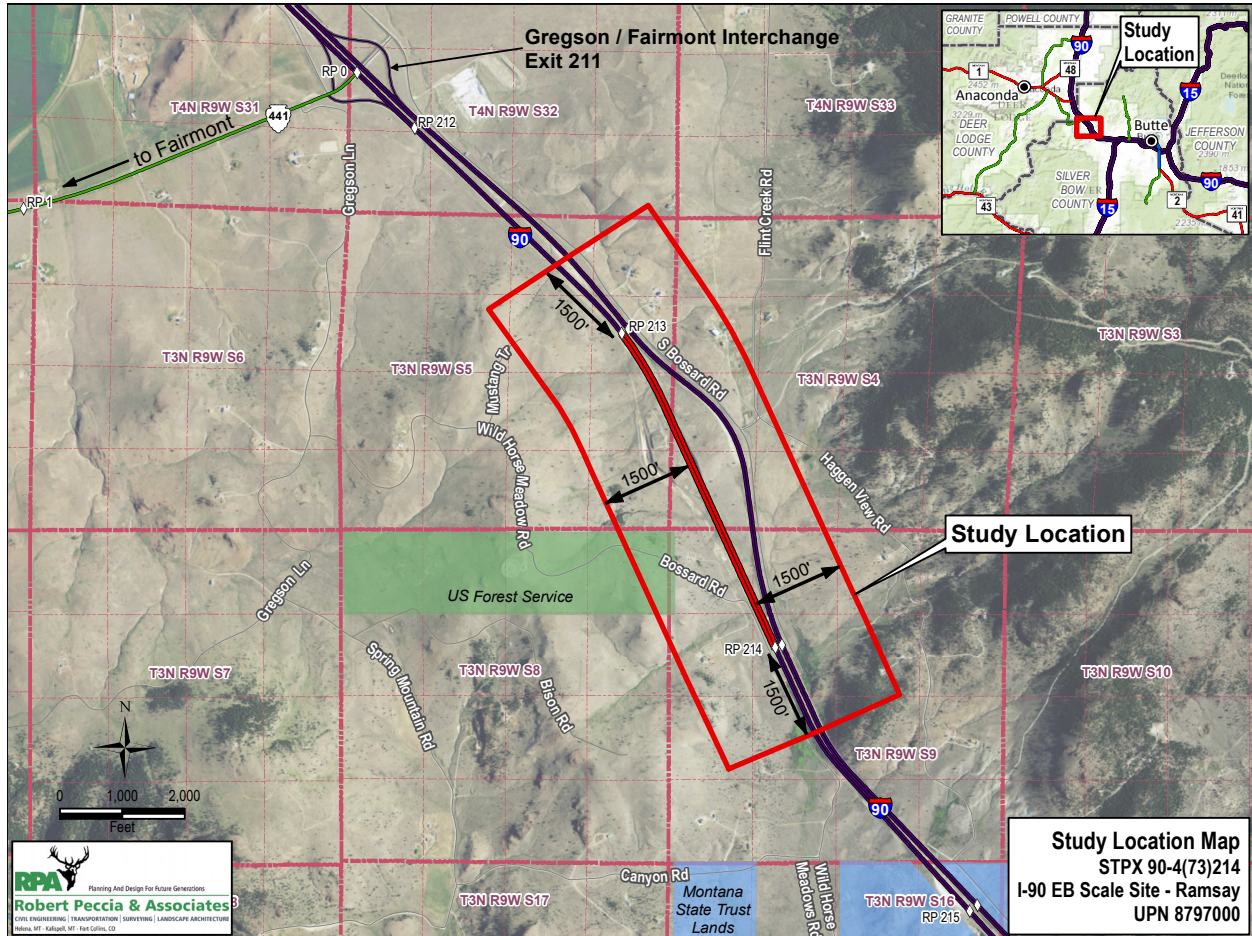 Gregson / Fairmont Interchange
Exit 211
RP 0
T4N R9W S31
441
to Fairmont
RP 1
T4N R9W S32
RP 212
T4N R9W S33
Gregson Ln
Flint Creek Rd
90
1500'
RP 213
S Bossard Rd
T3N R9W S6
T3N R9W S5
T3N R9W S4
T3N R9W S3
Mustang Tr
Wild Horse Meadow Rd
1500'
Haggen View Rd
Study Location
US Forest Service
Bossard Rd
1500'
Gregson Ln
RP 214
T3N R9W S7
T3N R9W S8
T3N R9W S10
Spring Mountain Rd
Bison Rd
1500'
T3N R9W S9
90
N
0 1,000 2,000
Feet
Canyon Rd
T3N R9W S17
Montana
State Trust
Lands
Wild Horse
Meadows Rd
T3N R9W S16
RP 215
GRANITE
COUNTY
POWELL COUNTY
Study
Location
90
MONTANA
1
MONTANA
48
15
Anaconda
2452 m
3229 m
DEER
LODGE
COUNTY
Butte
JEFFERSON
COUNTY
2390 m
1853 m
SILVER
BOW
COUNTY
90
43
15
2
41
Study Location Map
STPX 90-4(73)214
I-90 EB Scale Site - Ramsay
UPN 8797000
RPA
Planning And Design For Future Generations
Robert Peccia & Associates
CIVIL ENGINEERING | TRANSPORTATION | SURVEYING | LANDSCAPE ARCHITECTURE
Helena, MT - Kalispell, MT - Fort Collins, CO